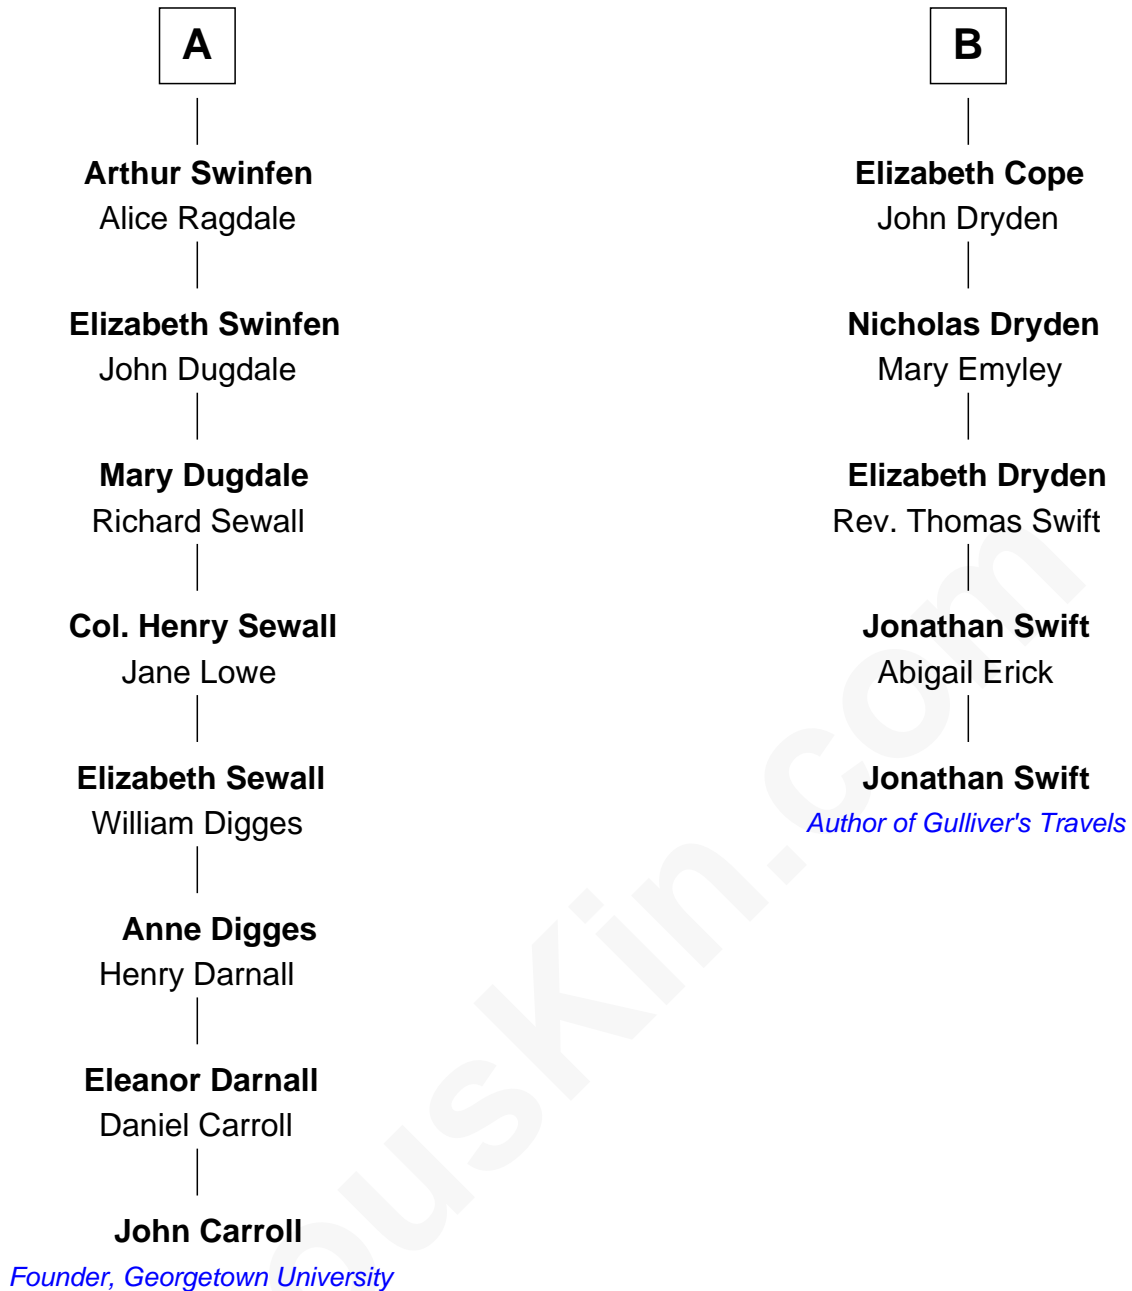 A
Arthur Swinfen
Alice Ragdale
Elizabeth Swinfen
John Dugdale
Mary Dugdale
Richard Sewall
Col. Henry Sewall
Jane Lowe
Elizabeth Sewall
William Digges
Anne Digges
Henry Darnall
Eleanor Darnall
Daniel Carroll
John Carroll
Founder, Georgetown University
B
Elizabeth Cope
John Dryden
Nicholas Dryden
Mary Emyley
Elizabeth Dryden
Rev. Thomas Swift
Jonathan Swift
Abigail Erick
Jonathan Swift
Author of Gulliver's Travels
ousKin.com